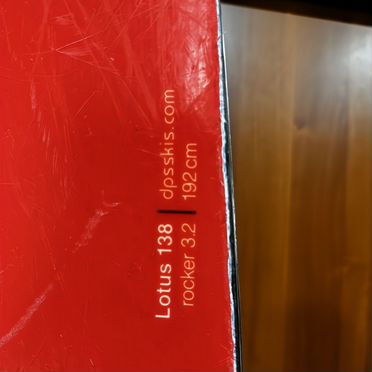 Lotus 138 | dpsskis.com
rocker 3.2 | 192 cm